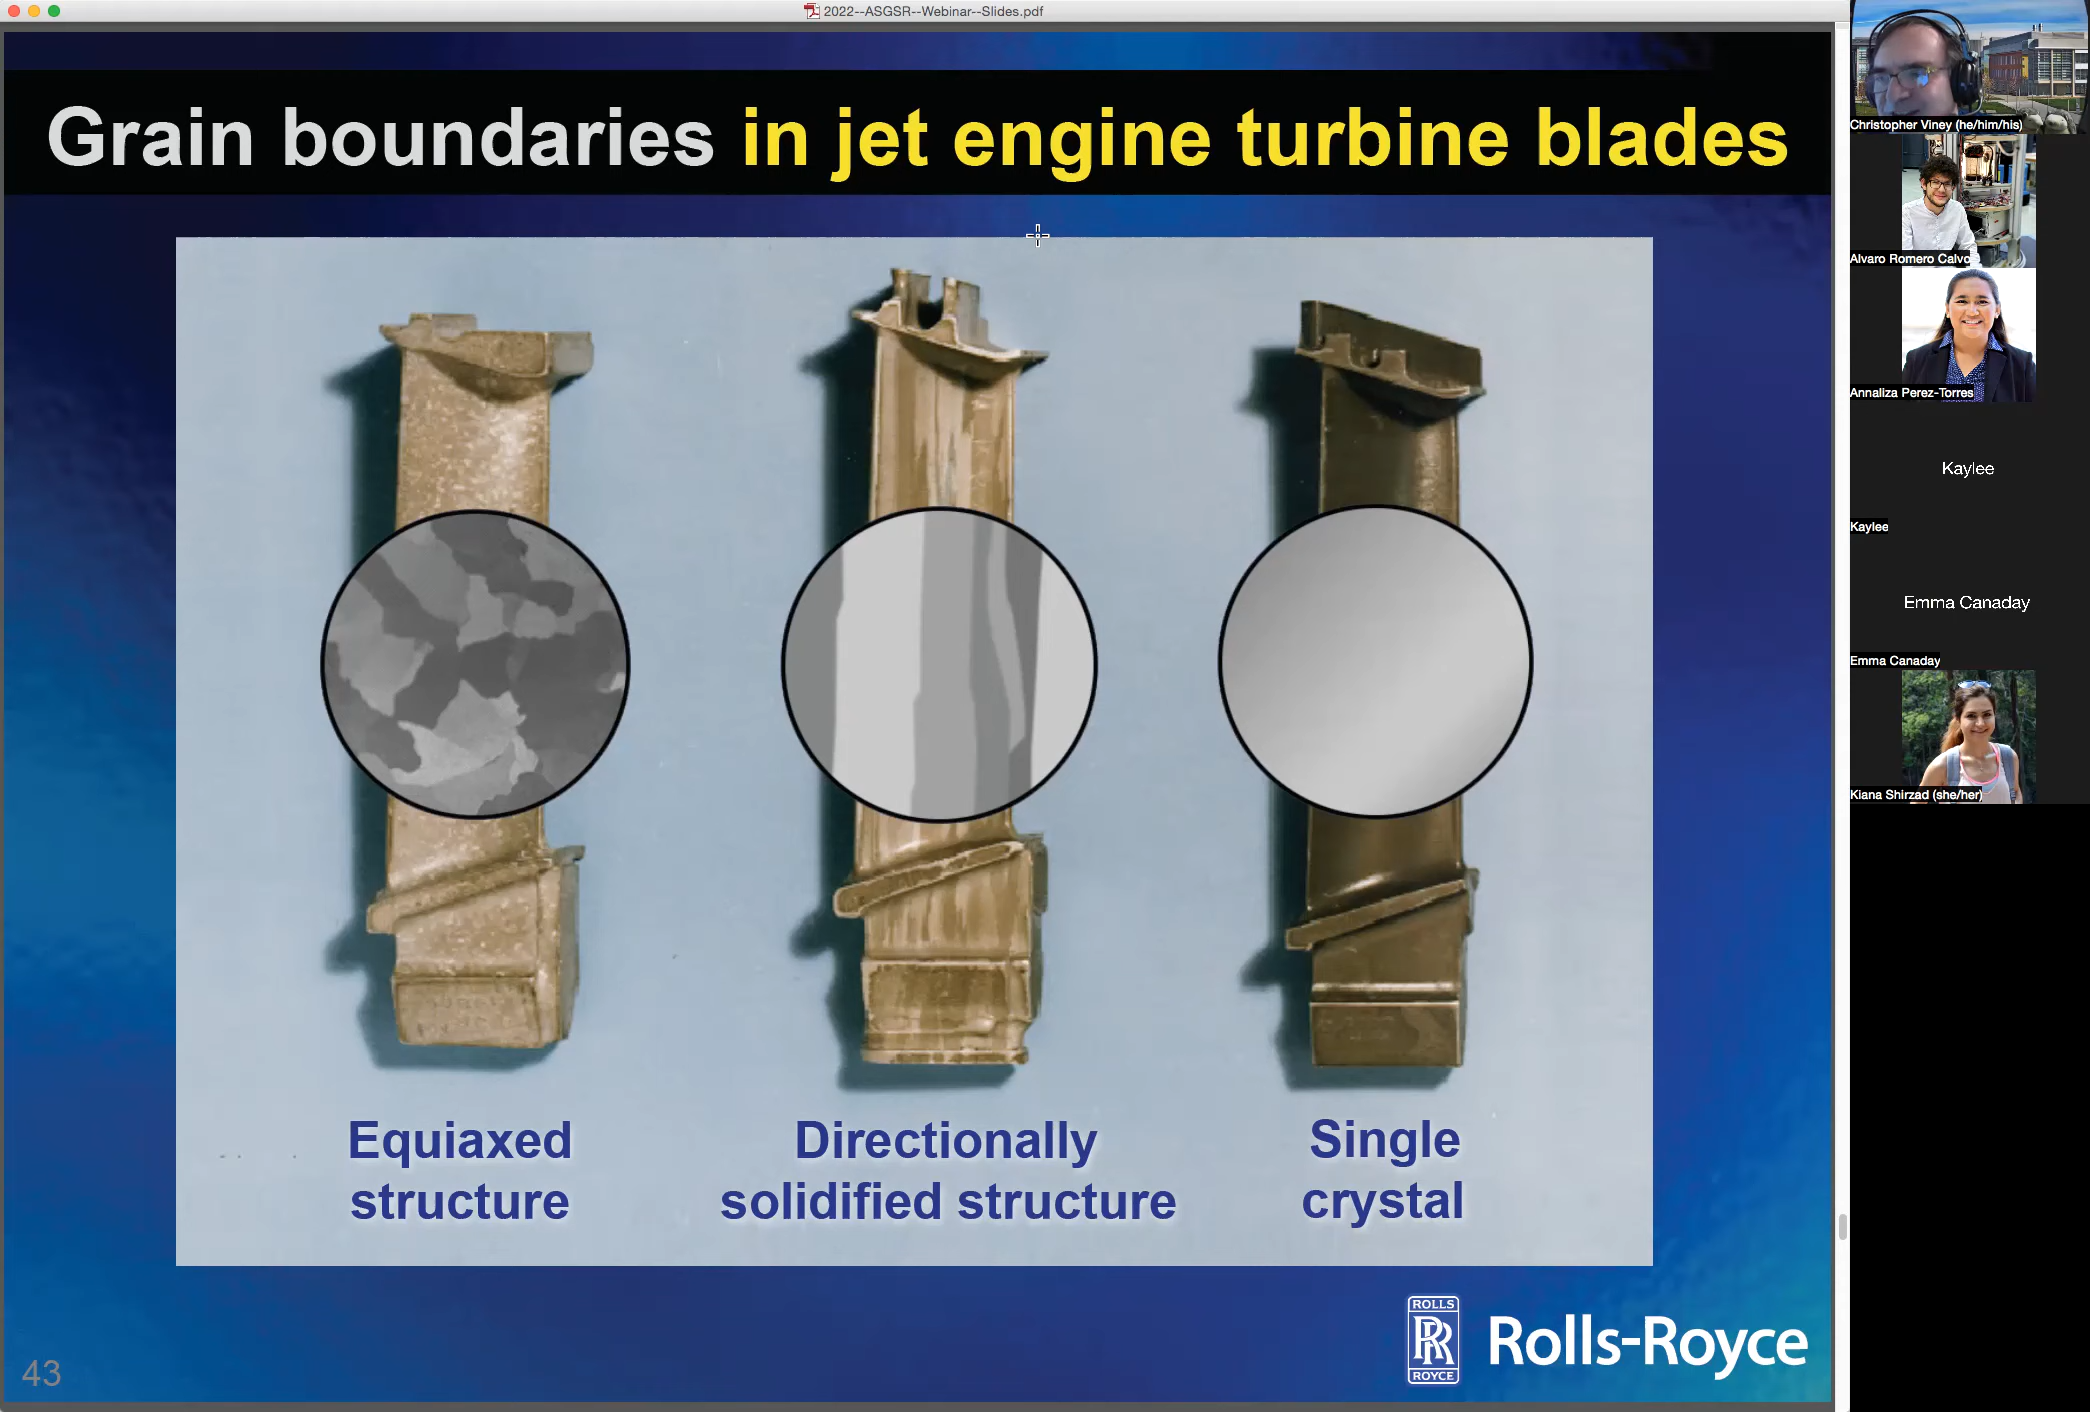 2022--ASGSR--Webinar--Slides.pdf
Grain boundaries in jet engine turbine blades
Equiaxed
structure
Directionally
solidified structure
Single
crystal
ROLLS
RR
ROYCE
Rolls-Royce
43
Christopher Viney (he/him/his)
Alvaro Romero Calvo
Annaliza Perez-Torres
Kaylee
Kaylee
Emma Canaday
Emma Canaday
Kiana Shirzad (she/her)